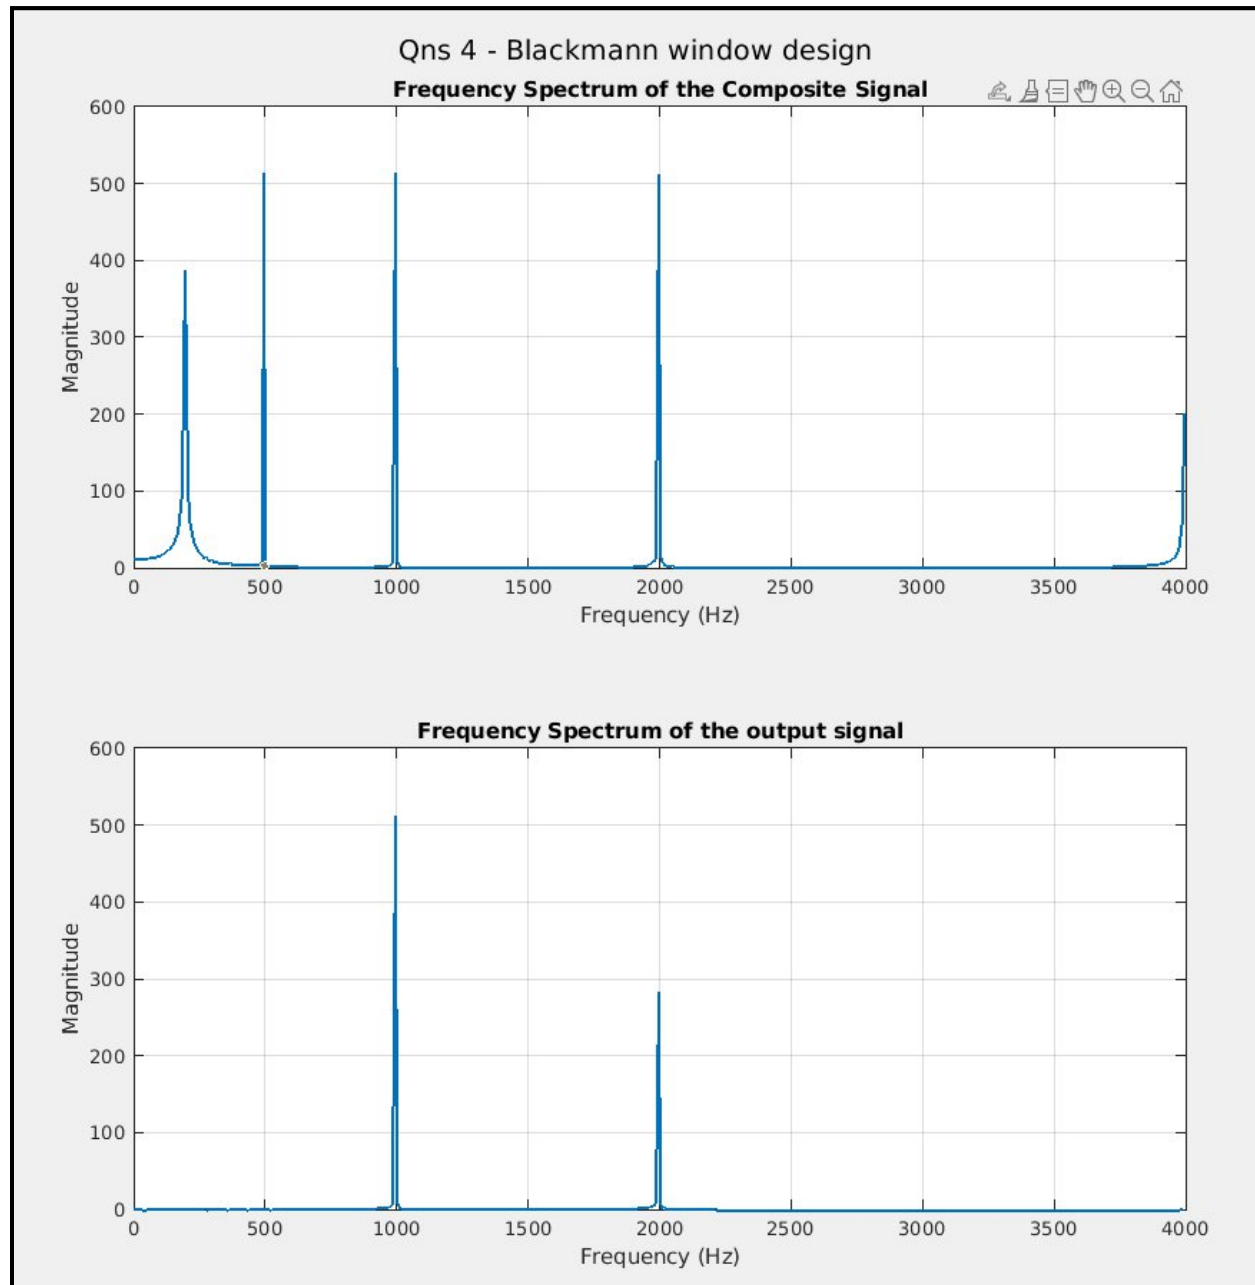 Qns 4 - Blackmann window design
Frequency Spectrum of the Composite Signal
600
500
400
300
200
100
0
Magnitude
0 500 1000 1500 2000 2500 3000 3500 4000
Frequency (Hz)
Frequency Spectrum of the output signal
600
500
400
300
200
100
0
Magnitude
0 500 1000 1500 2000 2500 3000 3500 4000
Frequency (Hz)